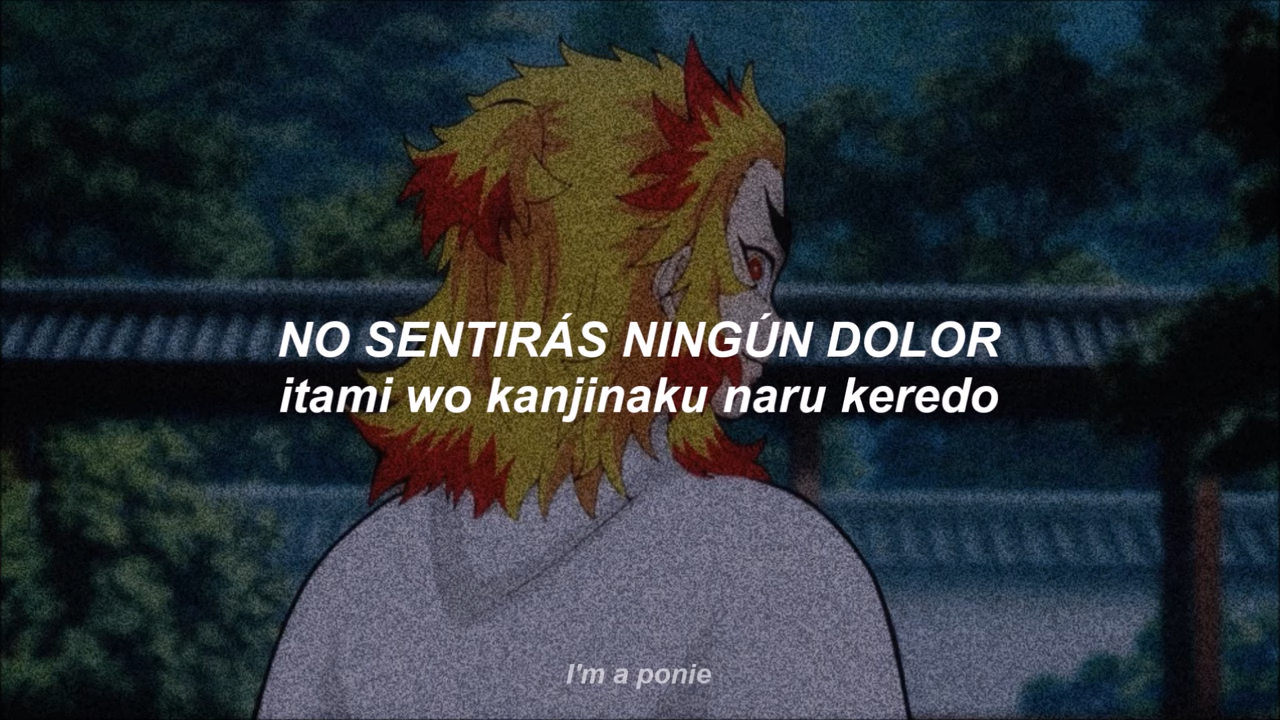 NO SENTIRÁS NINGÚN DOLOR
itami wo kanjinaku naru keredo
I'm a ponie